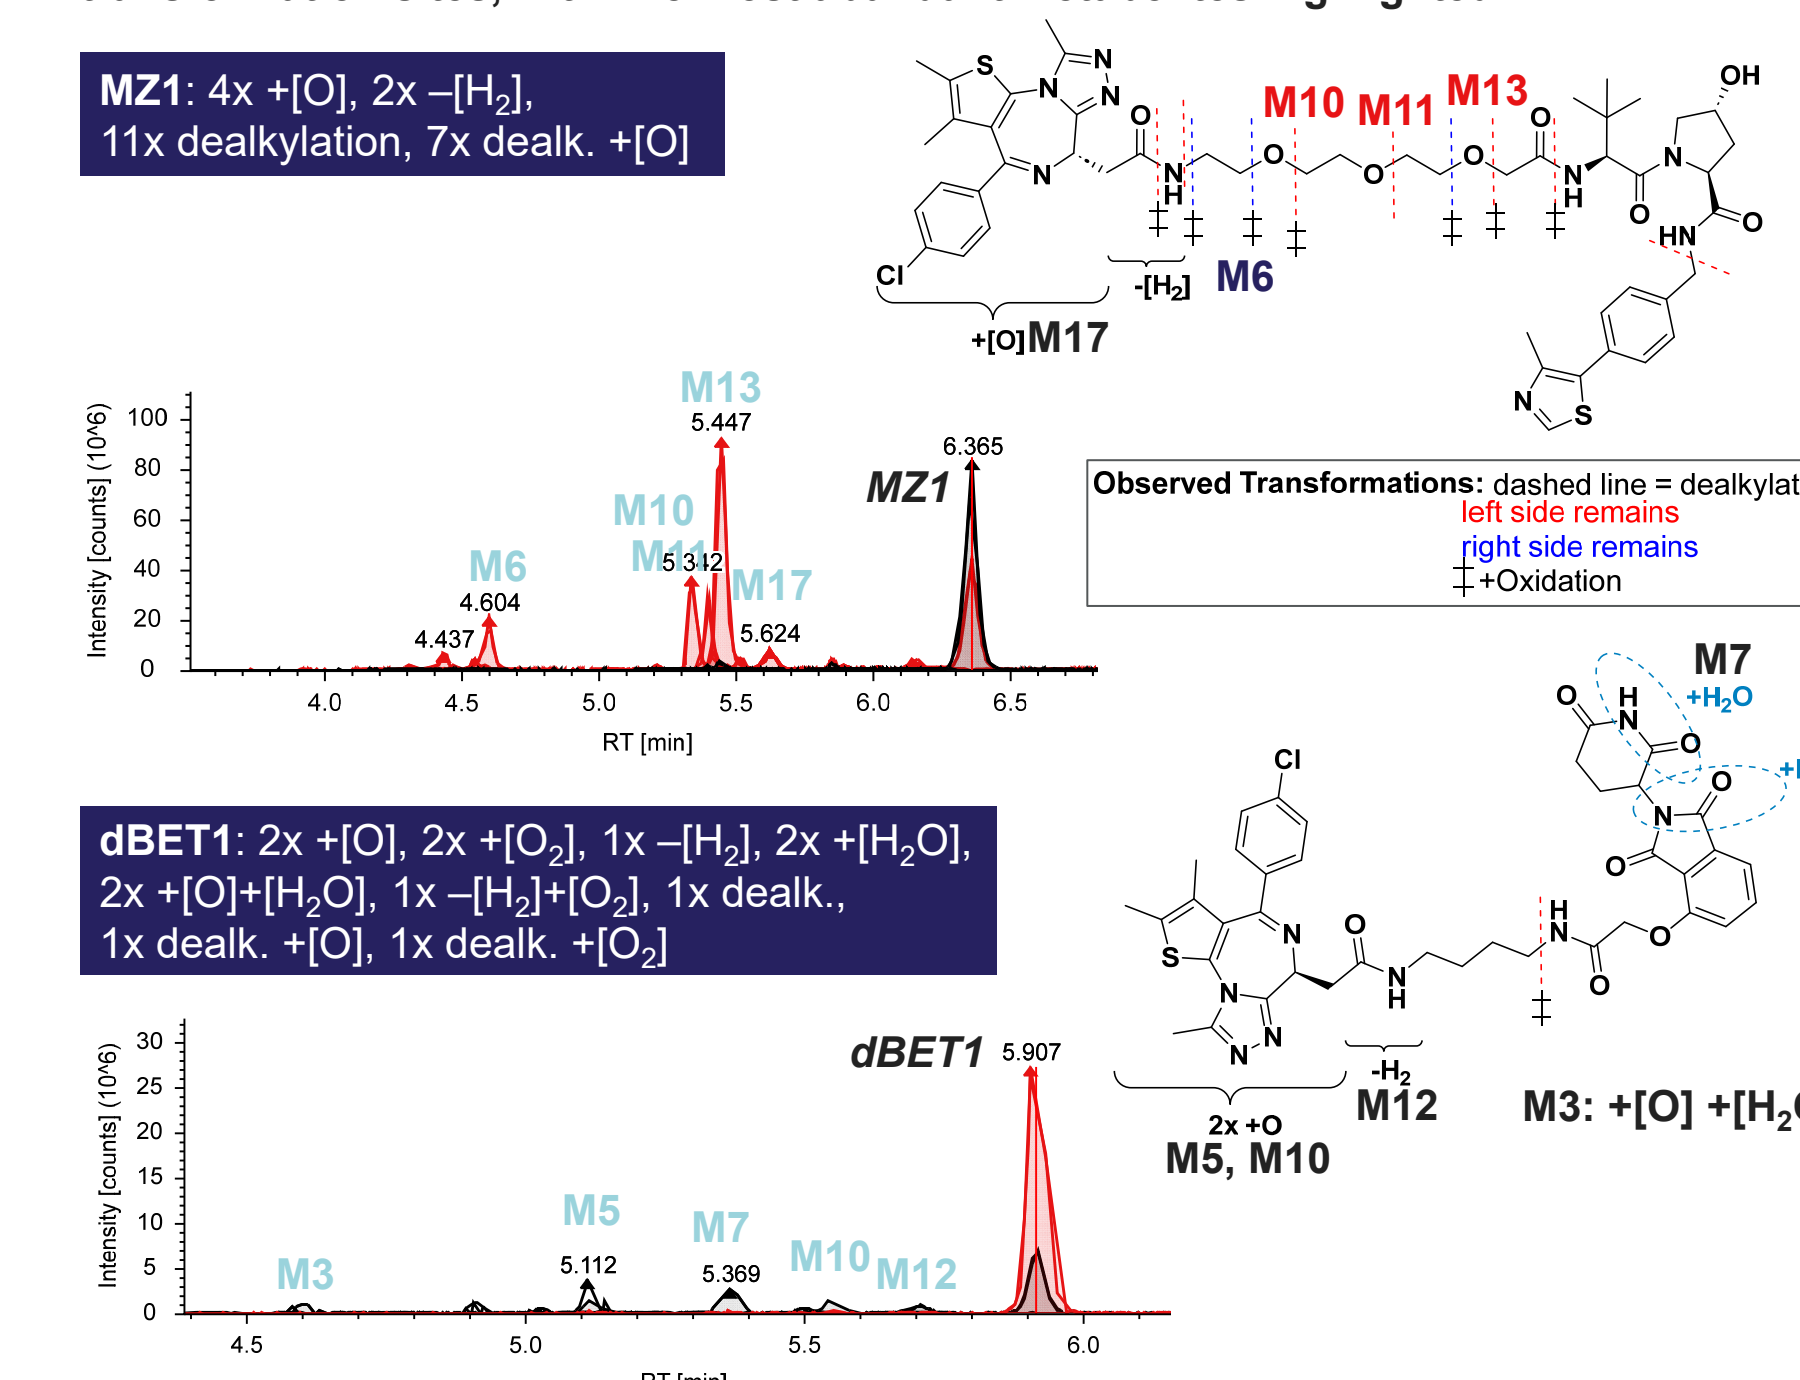 MZ1: 4x +[O], 2x –[H2],
11x dealkylation, 7x dealk. +[O]
S
N
N
N
N
O
N
H
M10
M11
M13
O
O
O
O
N
H
O
N
OH
O
HN
N
S
Cl
-[H2]
M6
+[O]
M17
M13
5.447
6.365
MZ1
M10
M11
5.342
M17
M6
4.604
4.437
5.624
Intensity [counts] (10^6)
100
80
60
40
20
0
4.0
4.5
5.0
5.5
6.0
6.5
RT [min]
Observed Transformations: dashed line = dealkylat
left side remains
right side remains
+Oxidation
M7
+H2O
O
H
N
O
O
N
O
H
N
O
O
Cl
N
S
N
N
N
O
N
H
-H2
M12
2x +O
M5, M10
M3: +[O] +[H2
dBET1: 2x +[O], 2x +[O2], 1x –[H2], 2x +[H2O],
2x +[O]+[H2O], 1x –[H2]+[O2], 1x dealk.,
1x dealk. +[O], 1x dealk. +[O2]
dBET1
5.907
M5
5.112
M7
5.369
M10
M12
M3
Intensity [counts] (10^6)
30
25
20
15
10
5
0
4.5
5.0
5.5
6.0
RT [min]